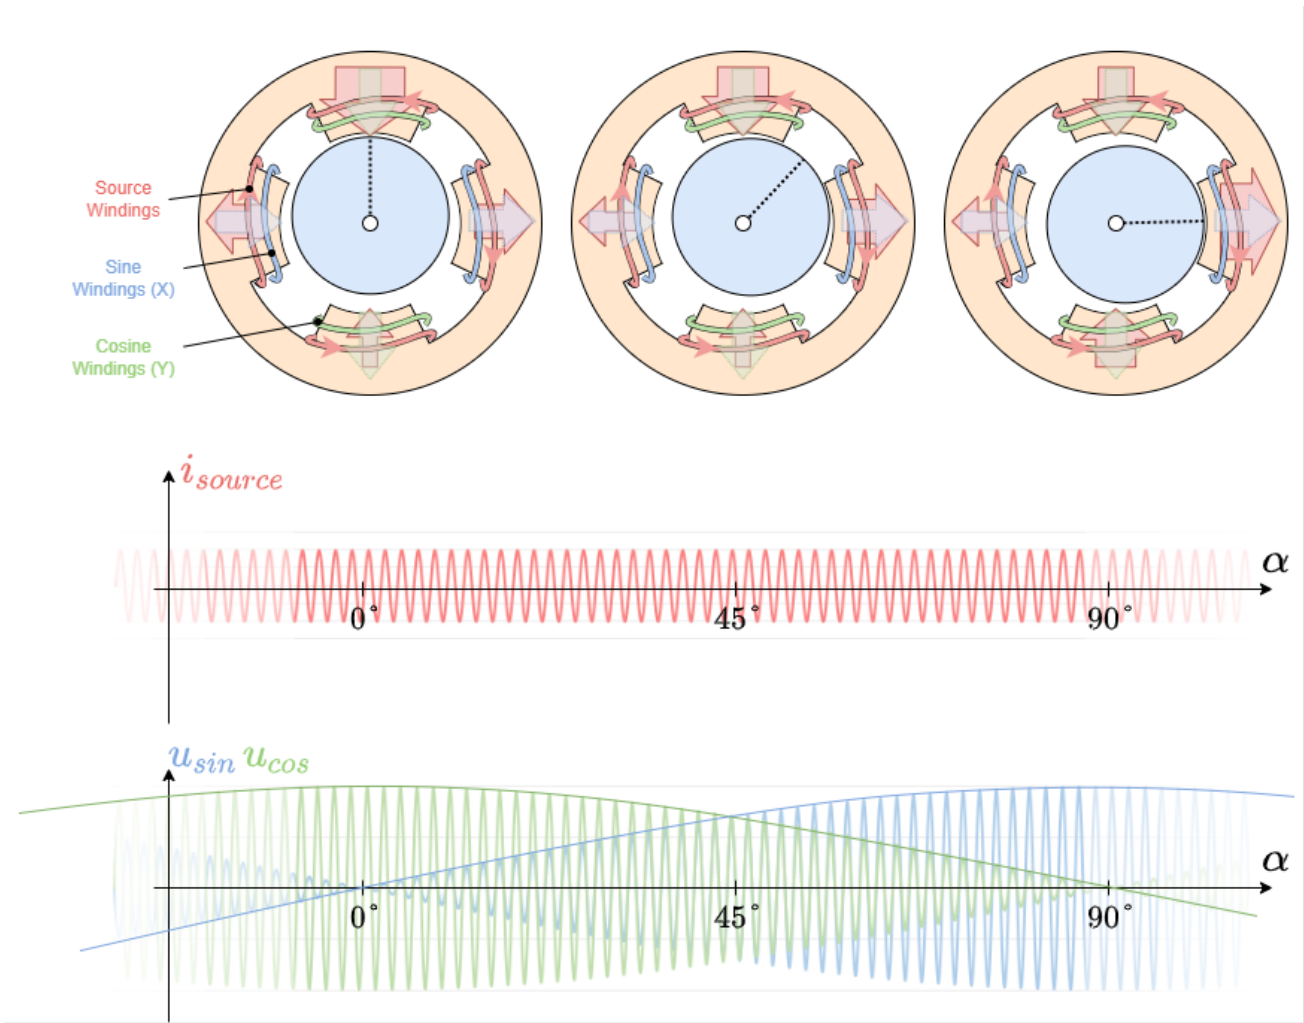 Source
Windings
Sine
Windings (X)
Cosine
Windings (Y)
i_source
α
0° 45° 90°
u_sin u_cos
α
0° 45° 90°